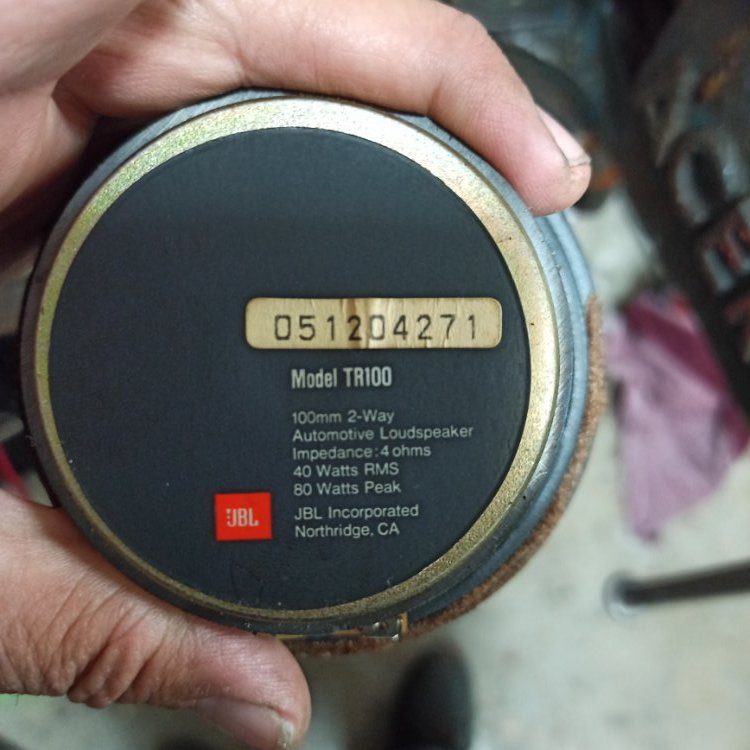 051204271
Model TR100
100mm 2-Way
Automotive Loudspeaker
Impedance:4 ohms
40 Watts RMS
80 Watts Peak
JBL
JBL Incorporated
Northridge, CA